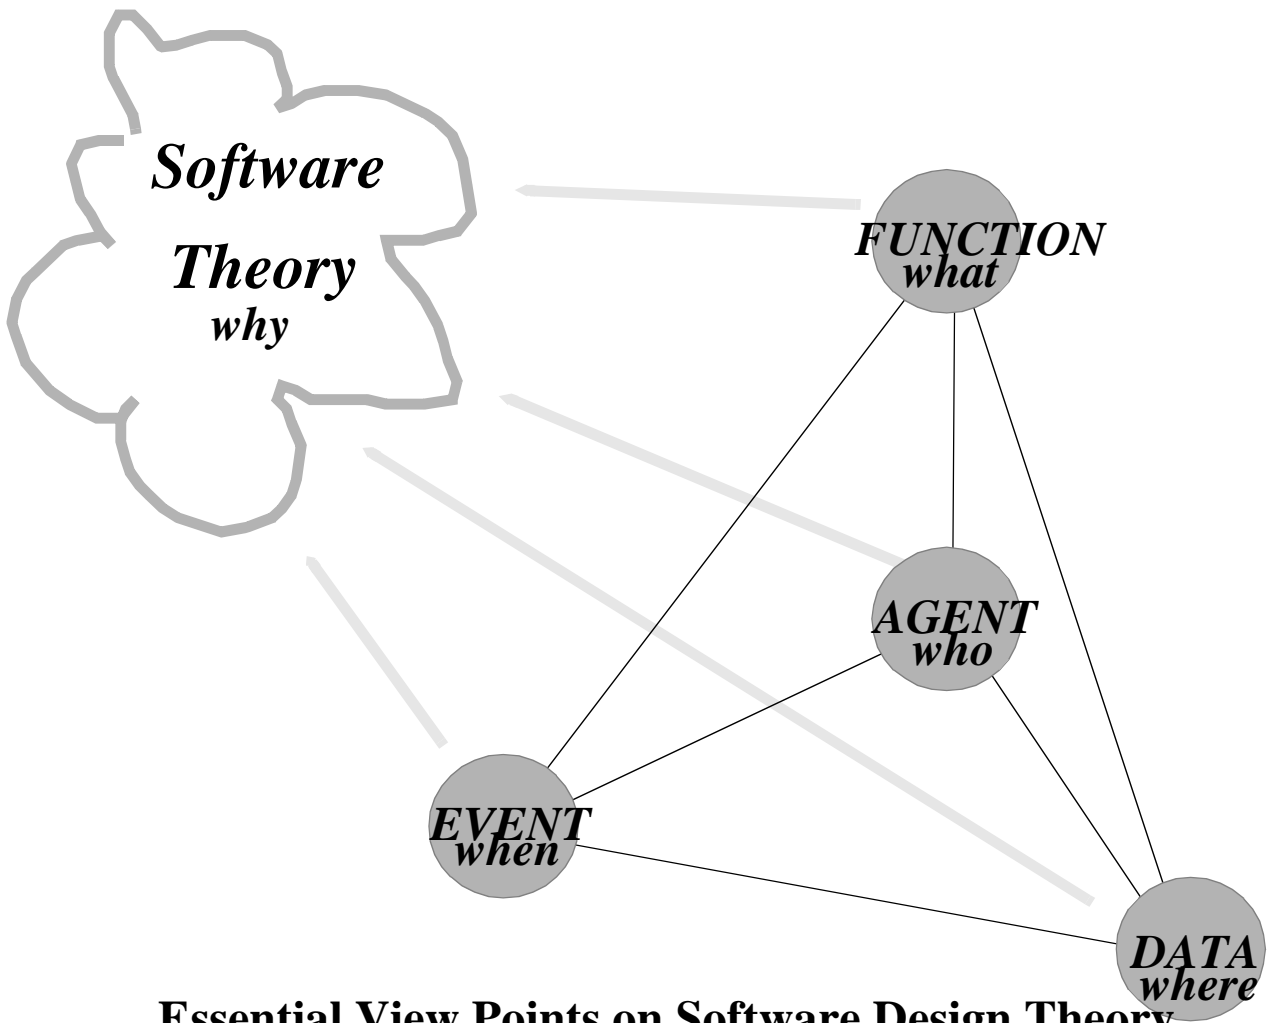 Software
Theory
why
FUNCTION
what
AGENT
who
EVENT
when
DATA
where
Essential View Points on Software Design Theory